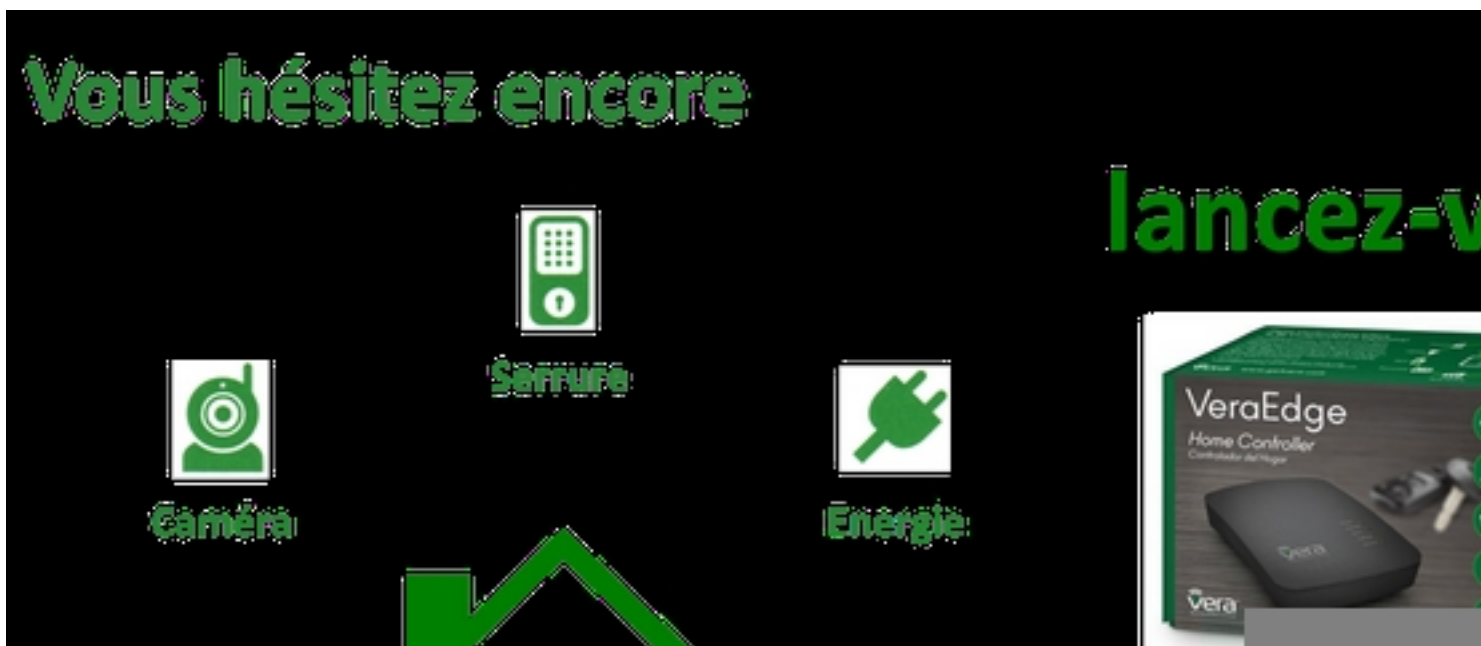 Vous hésitez encore
lancez-v
Serrure
Caméra
Energie
VeraEdge
Home Controller
Controlador del Hogar
vera
vera